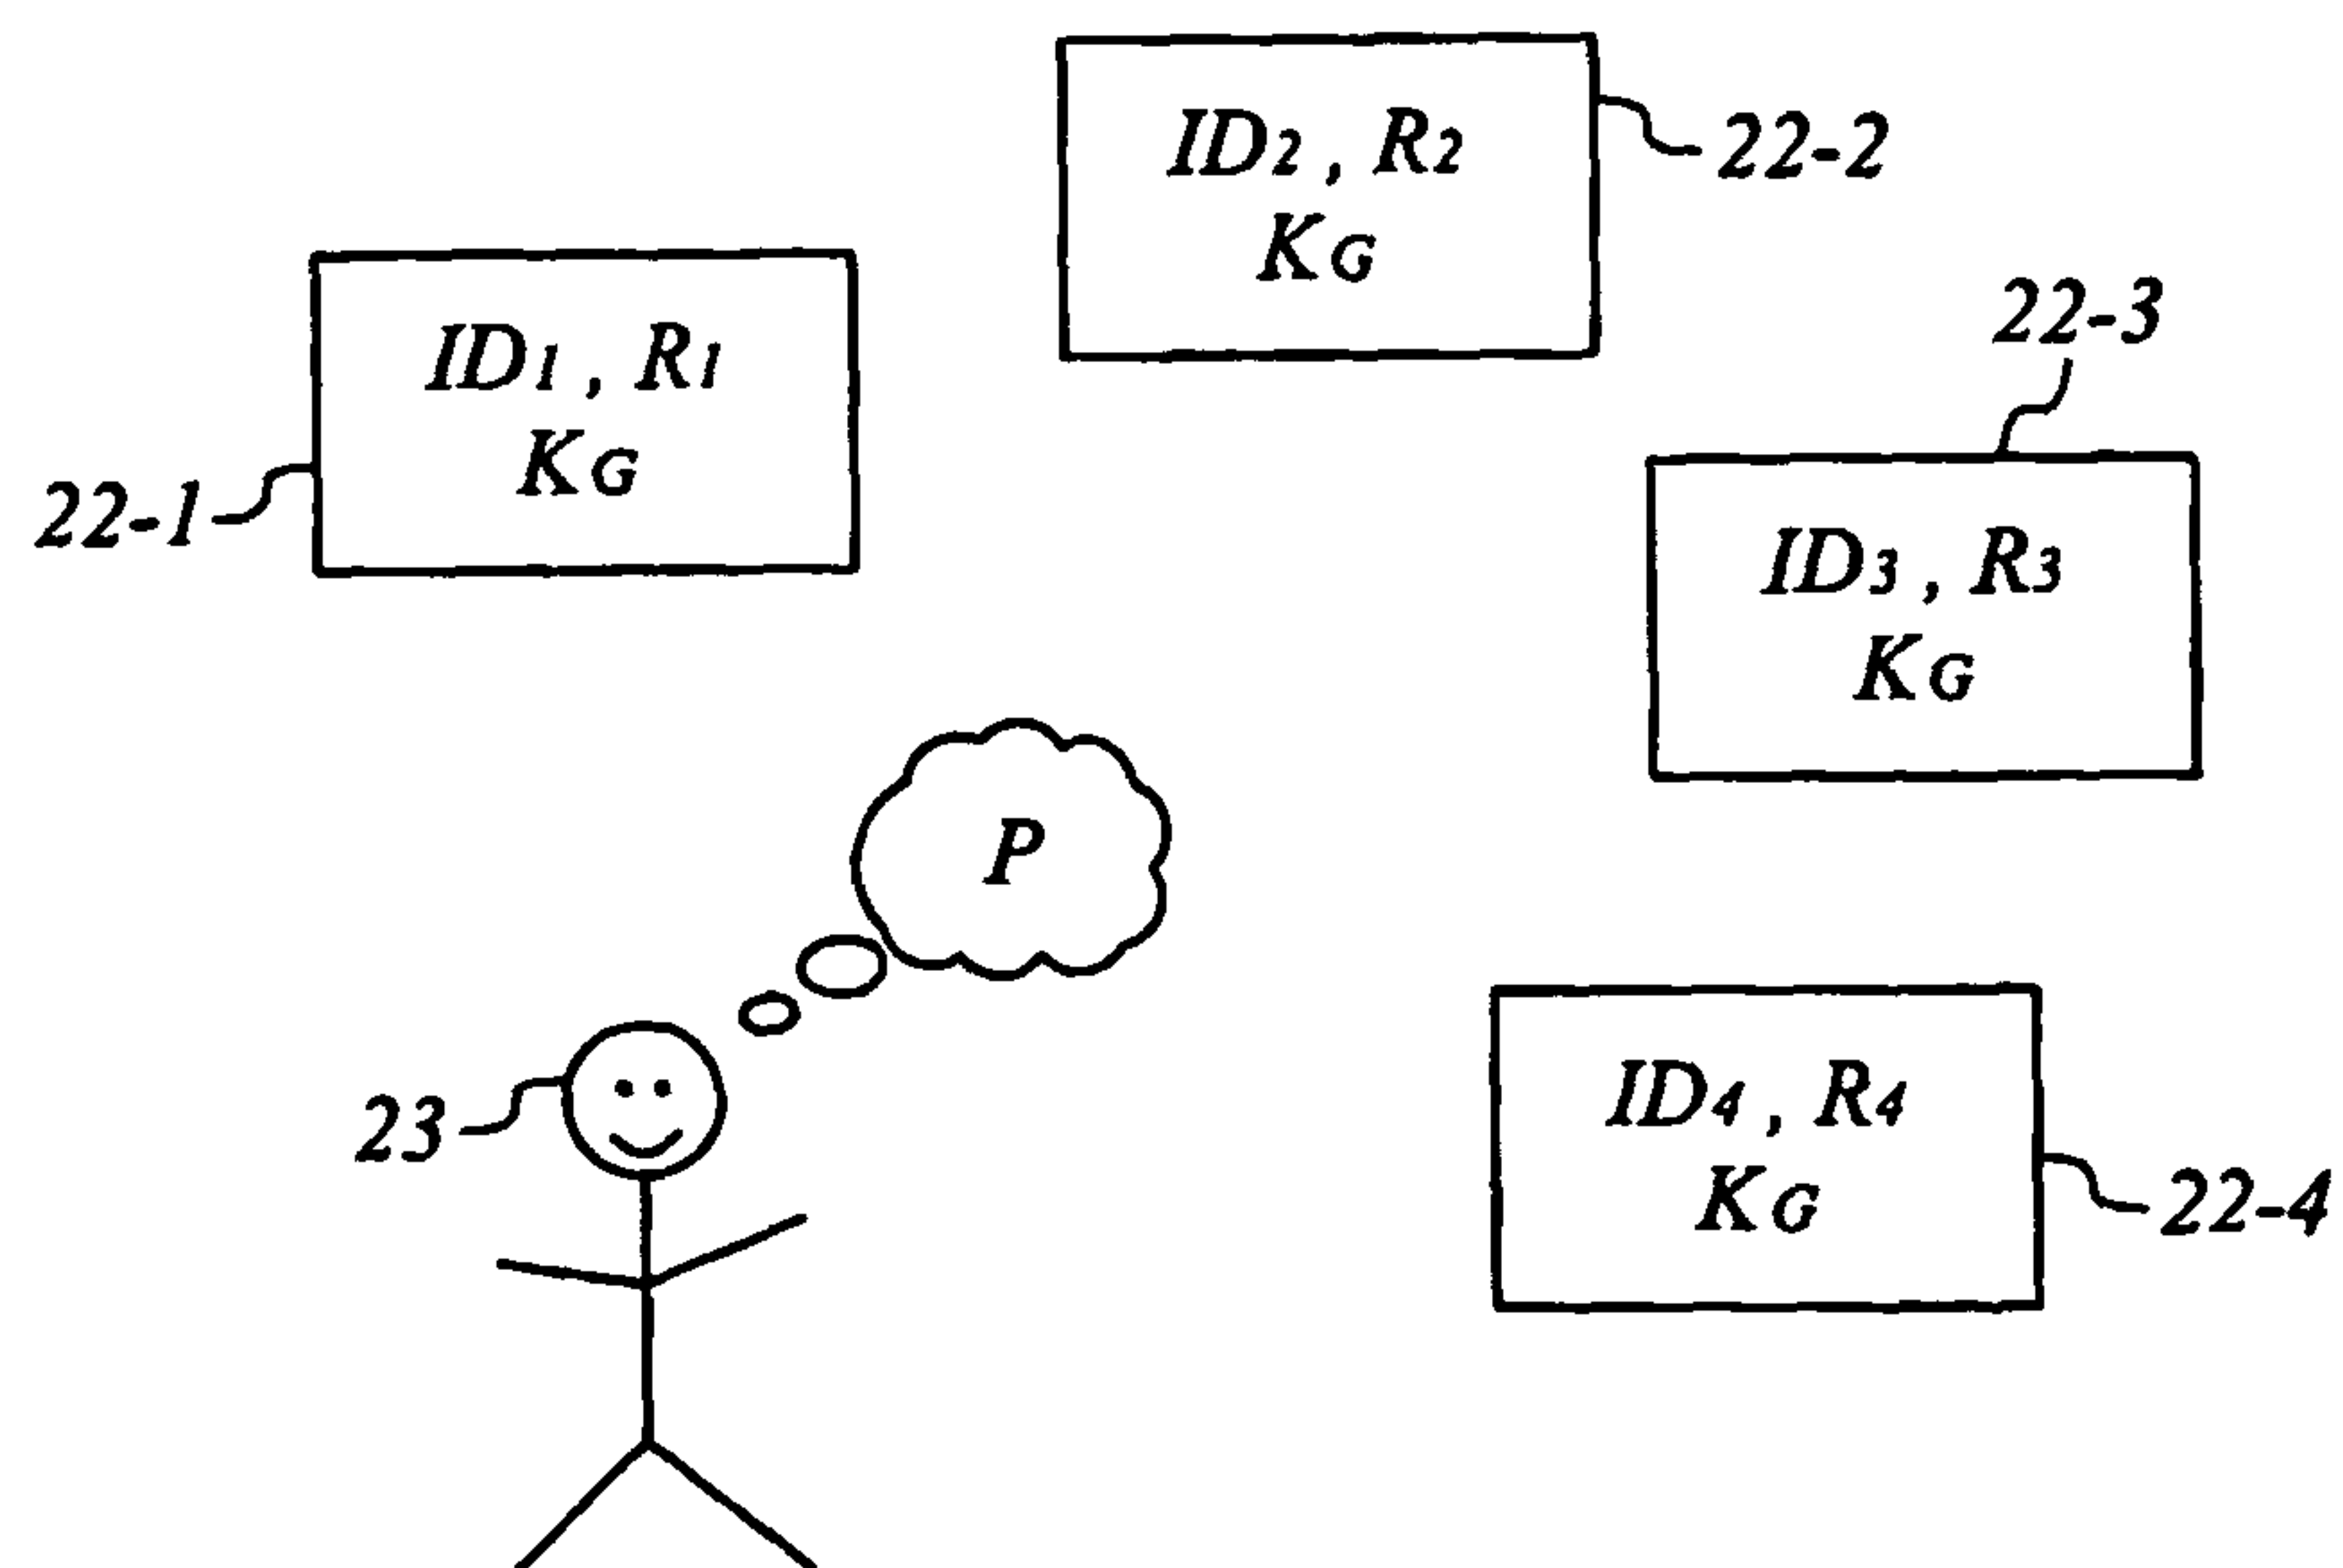 ID2 , R2
KG
22-2
ID1 , R1
KG
22-1
22-3
ID3 , R3
KG
P
23
ID4 , R4
KG
22-4